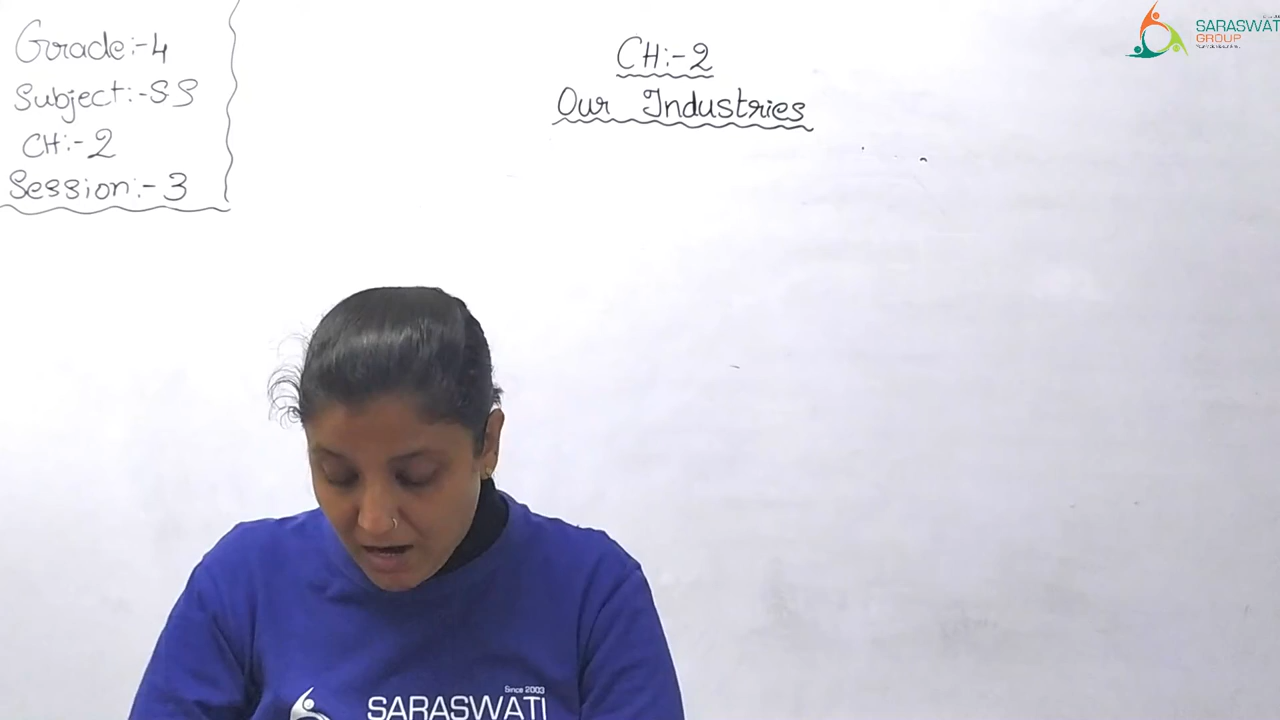 Grade:-4
Subject:-SS
CH:-2
Session:-3
CH:-2
Our Industries
SARASWATI
GROUP
Since 2003
SARASWATI